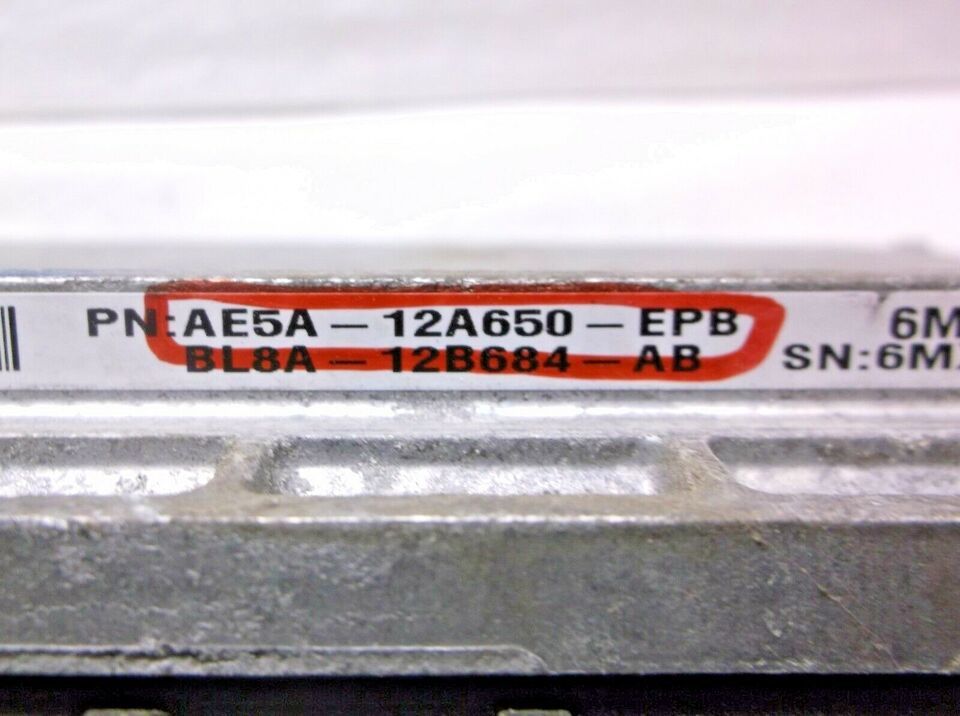 PN:AE5A-12A650-EPB 6M
BL8A-12B684-AB SN:6M